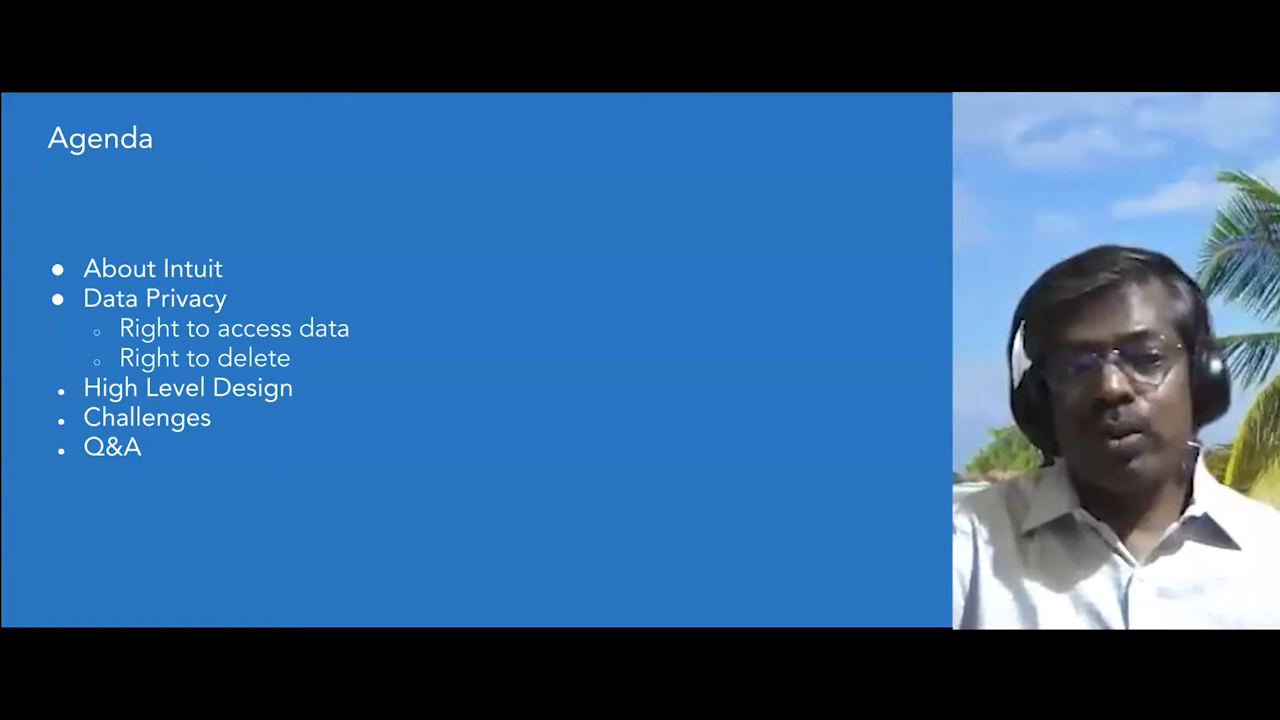 Agenda
● About Intuit
● Data Privacy
○ Right to access data
○ Right to delete
● High Level Design
● Challenges
● Q&A